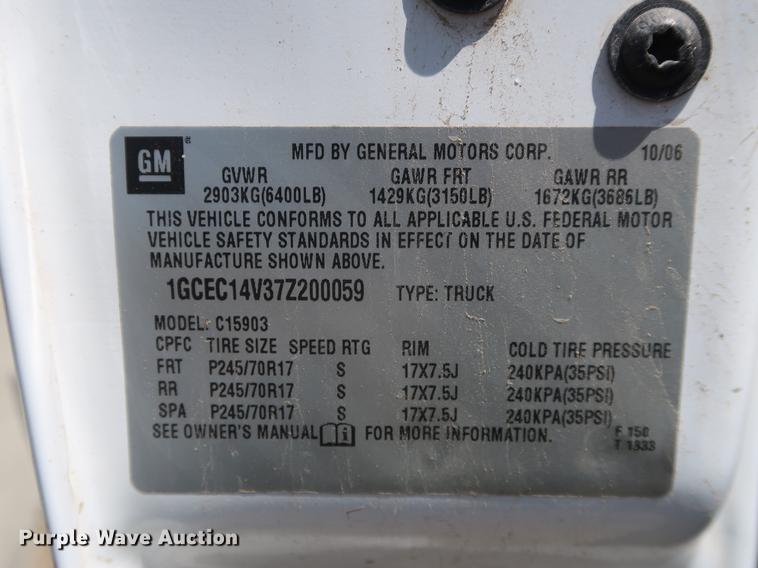 GM ®
MFD BY GENERAL MOTORS CORP. 10/06
GVWR GAWR FRT GAWR RR
2903KG(6400LB) 1429KG(3150LB) 1672KG(3686LB)
THIS VEHICLE CONFORMS TO ALL APPLICABLE U.S. FEDERAL MOTOR
VEHICLE SAFETY STANDARDS IN EFFECT ON THE DATE OF
MANUFACTURE SHOWN ABOVE.
1GCEC14V37Z200059 TYPE: TRUCK
MODEL: C15903
CPFC TIRE SIZE SPEED RTG RIM COLD TIRE PRESSURE
FRT P245/70R17 S 17X7.5J 240KPA(35PSI)
RR P245/70R17 S 17X7.5J 240KPA(35PSI)
SPA P245/70R17 S 17X7.5J 240KPA(35PSI)
SEE OWNER'S MANUAL FOR MORE INFORMATION.
F 150
T 1333
Purple Wave Auction